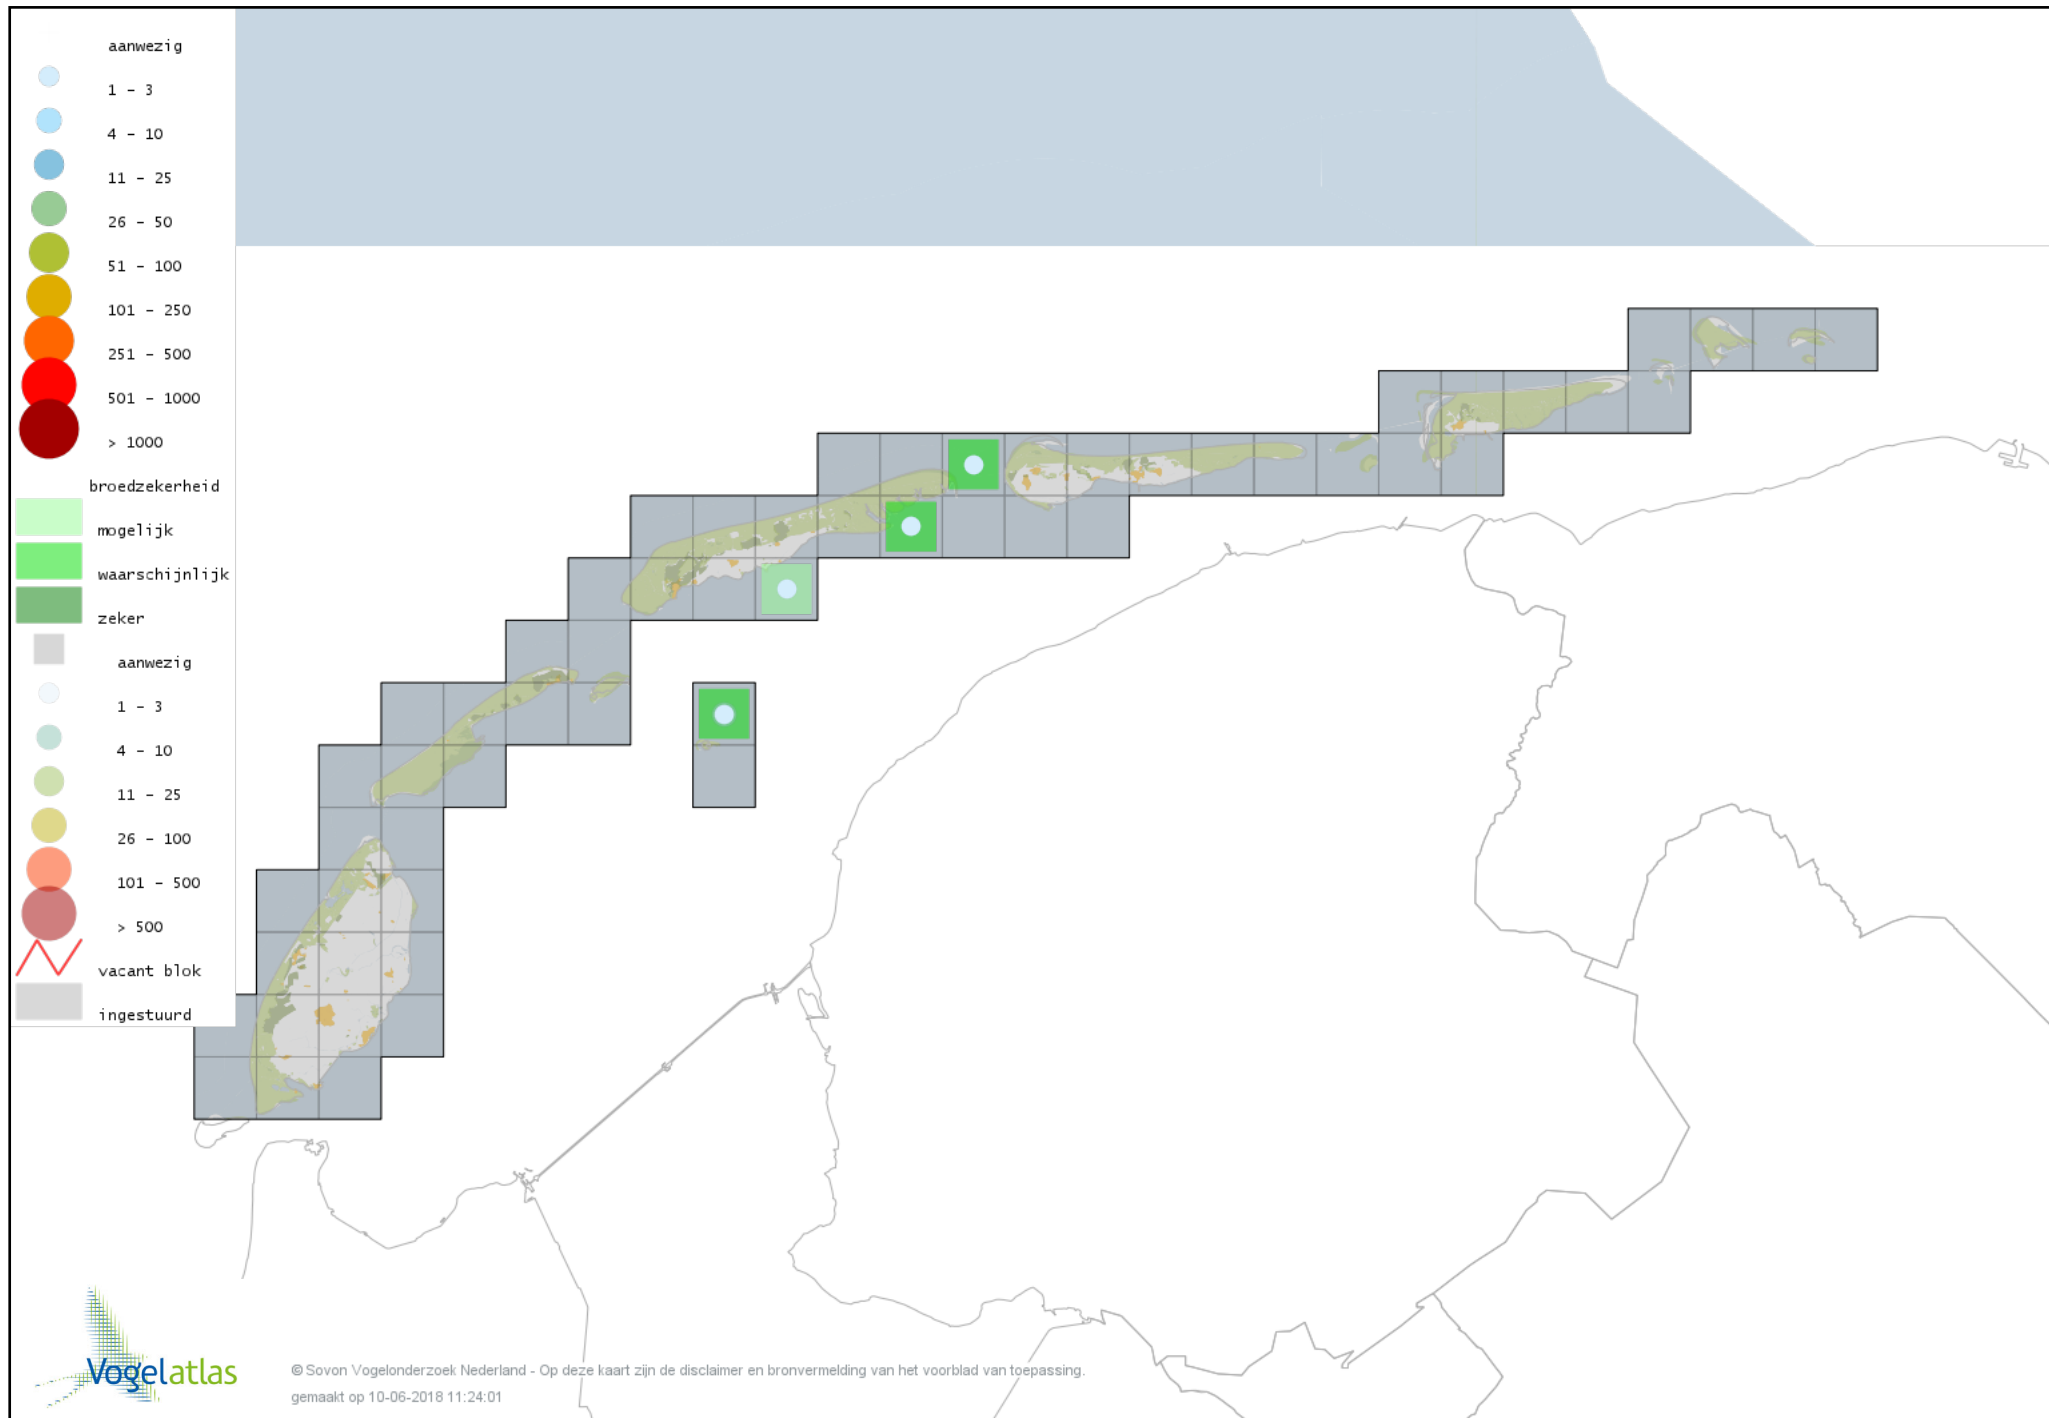 aanwezig
1 - 3
4 - 10
11 - 25
26 - 50
51 - 100
101 - 250
251 - 500
501 - 1000
> 1000
broedzekerheid
mogelijk
waarschijnlijk
zeker
aanwezig
1 - 3
4 - 10
11 - 25
26 - 100
101 - 500
> 500
vacant blok
ingestuurd
Vogelatlas
© Sovon Vogelonderzoek Nederland - Op deze kaart zijn de disclaimer en bronvermelding van het voorblad van toepassing.
gemaakt op 10-06-2018 11:24:01